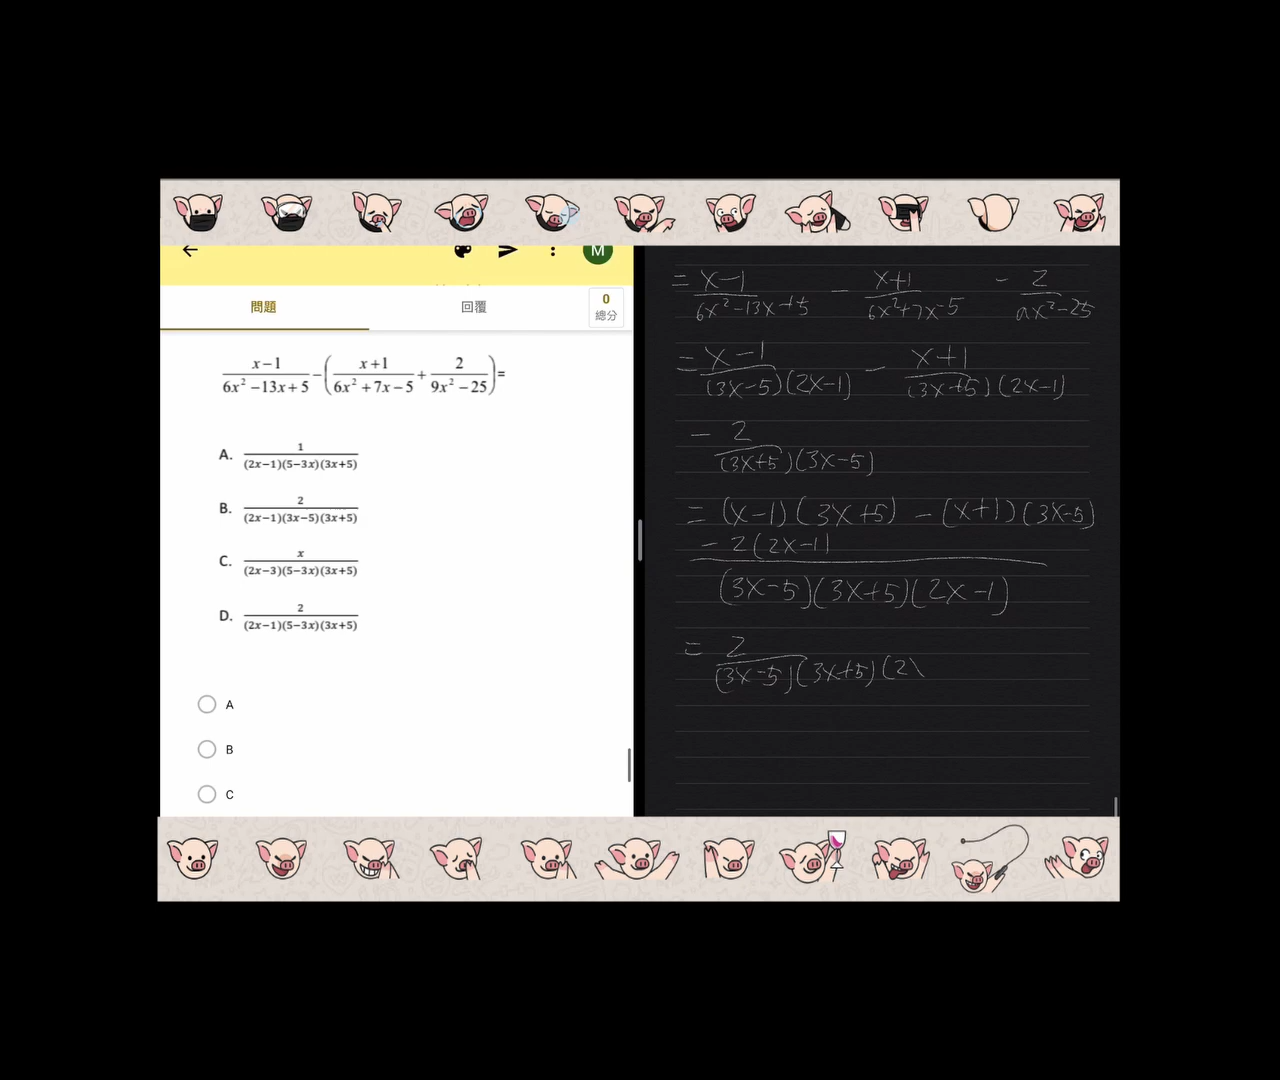 M
問題 回覆 0
總分
x−1/6x²−13x+5 − (x+1/6x²+7x−5 + 2/9x²−25) =
A. 1/(2x−1)(5−3x)(3x+5)
B. 2/(2x−1)(3x−5)(3x+5)
C. x/(2x−3)(5−3x)(3x+5)
D. 2/(2x−1)(5−3x)(3x+5)
A
B
C
= x−1/6x²−13x+5 − x+1/6x²+7x−5 − 2/9x²−25
= x−1/(3x−5)(2x−1) − x+1/(3x+5)(2x−1)
− 2/(3x+5)(3x−5)
= (x−1)(3x+5) − (x+1)(3x−5)
− 2(2x−1)
(3x−5)(3x+5)(2x−1)
= 2/(3x−5)(3x+5)(2